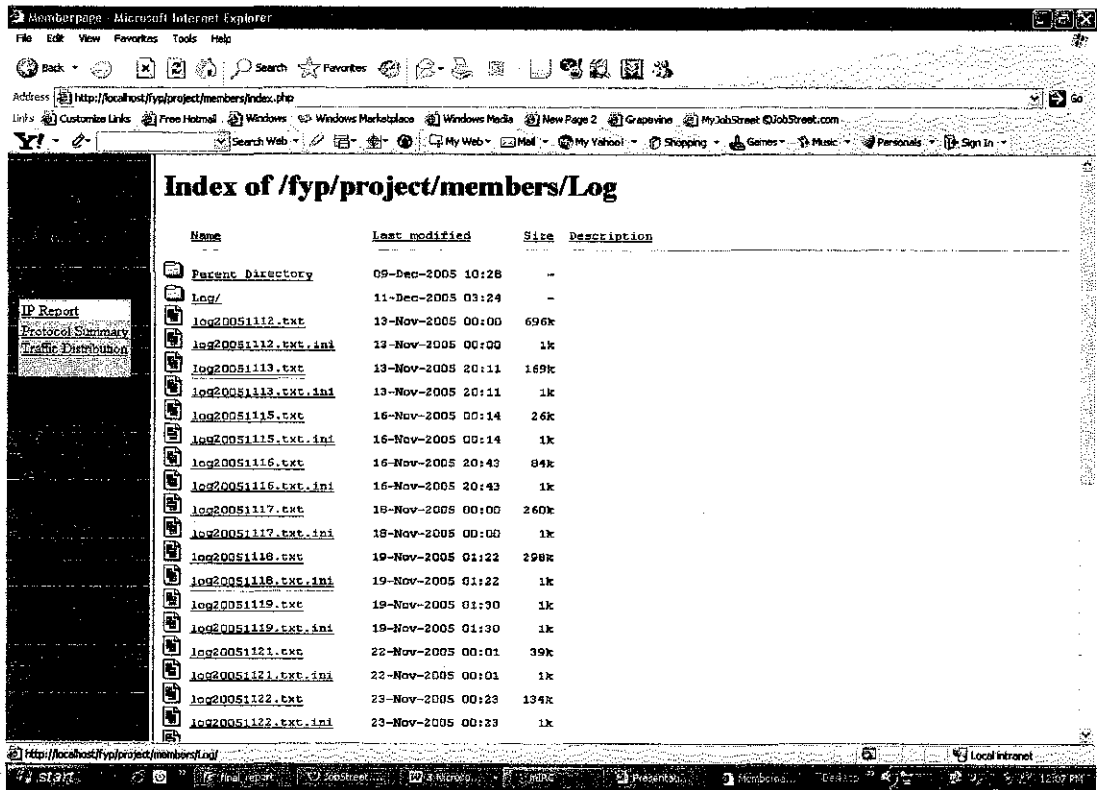 Memberpage - Microsoft Internet Explorer
File Edit View Favorites Tools Help
Back Search Favorites
Address http://localhost/fyp/project/members/index.php Go
Links Customize Links Free Hotmail Windows Windows Marketplace Windows Media New Page 2 Grapevine MyJobStreet @JobStreet.com
Y! Search Web My Web Mail My Yahoo! Shopping Games Music Personals Sign In
Index of /fyp/project/members/Log
Name Last modified Size Description
Parent Directory 09-Dec-2005 10:28 -
Log/ 11-Dec-2005 03:24 -
log20051112.txt 13-Nov-2005 00:00 696k
log20051112.txt.ini 13-Nov-2005 00:00 1k
log20051113.txt 13-Nov-2005 20:11 169k
log20051113.txt.ini 13-Nov-2005 20:11 1k
log20051115.txt 16-Nov-2005 00:14 26k
log20051115.txt.ini 16-Nov-2005 00:14 1k
log20051116.txt 16-Nov-2005 20:43 84k
log20051116.txt.ini 16-Nov-2005 20:43 1k
log20051117.txt 18-Nov-2005 00:00 260k
log20051117.txt.ini 18-Nov-2005 00:00 1k
log20051118.txt 19-Nov-2005 01:22 298k
log20051118.txt.ini 19-Nov-2005 01:22 1k
log20051119.txt 19-Nov-2005 01:30 1k
log20051119.txt.ini 19-Nov-2005 01:30 1k
log20051121.txt 22-Nov-2005 00:01 39k
log20051121.txt.ini 22-Nov-2005 00:01 1k
log20051122.txt 23-Nov-2005 00:23 134k
log20051122.txt.ini 23-Nov-2005 00:23 1k
IP Report
Protocol Summary
Traffic Distribution
http://localhost/fyp/project/members/Log/ Local intranet
start final_report JobStreet... 3 Microso... mIRC Presentati... Memberpa... Desktop 12:07 PM